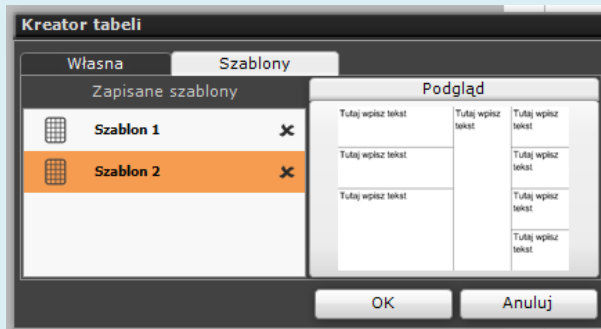 Kreator tabeli
Własna
Szablony
Zapisane szablony
Szablon 1
Szablon 2
Podgląd
Tutaj wpisz tekst
Tutaj wpisz
tekst
Tutaj wpisz
tekst
Tutaj wpisz tekst
Tutaj wpisz
tekst
Tutaj wpisz tekst
Tutaj wpisz
tekst
Tutaj wpisz
tekst
OK
Anuluj